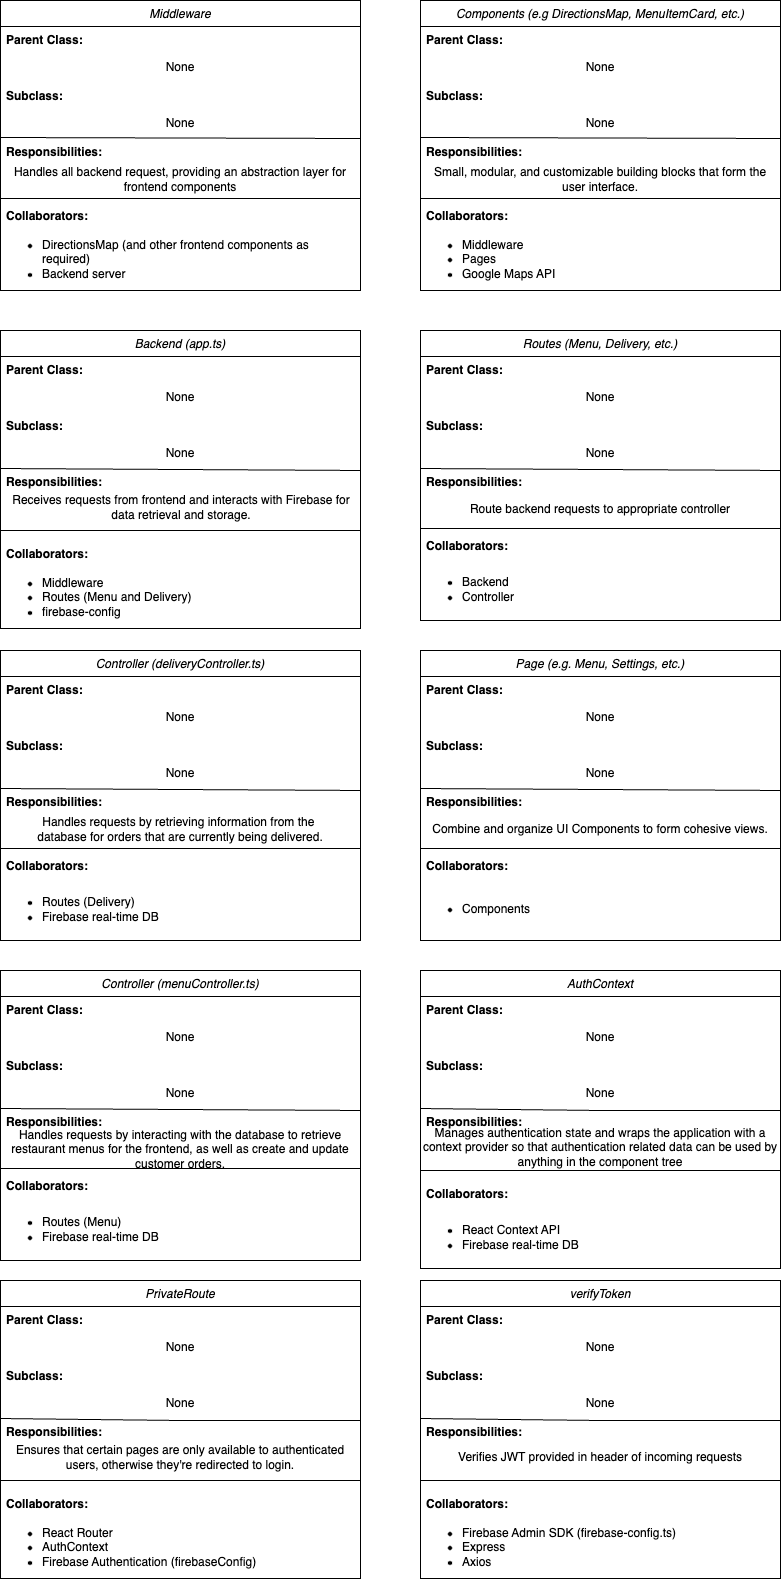 Middleware
Parent Class:
None
Subclass:
None
Responsibilities:
Handles all backend request, providing an abstraction layer for
frontend components
Collaborators:
DirectionsMap (and other frontend components as
required)
Backend server
Components (e.g DirectionsMap, MenuItemCard, etc.)
Parent Class:
None
Subclass:
None
Responsibilities:
Small, modular, and customizable building blocks that form the
user interface.
Collaborators:
Middleware
Pages
Google Maps API
Backend (app.ts)
Parent Class:
None
Subclass:
None
Responsibilities:
Receives requests from frontend and interacts with Firebase for
data retrieval and storage.
Collaborators:
Middleware
Routes (Menu and Delivery)
firebase-config
Routes (Menu, Delivery, etc.)
Parent Class:
None
Subclass:
None
Responsibilities:
Route backend requests to appropriate controller
Collaborators:
Backend
Controller
Controller (deliveryController.ts)
Parent Class:
None
Subclass:
None
Responsibilities:
Handles requests by retrieving information from the
database for orders that are currently being delivered.
Collaborators:
Routes (Delivery)
Firebase real-time DB
Page (e.g. Menu, Settings, etc.)
Parent Class:
None
Subclass:
None
Responsibilities:
Combine and organize UI Components to form cohesive views.
Collaborators:
Components
Controller (menuController.ts)
Parent Class:
None
Subclass:
None
Responsibilities:
Handles requests by interacting with the database to retrieve
restaurant menus for the frontend, as well as create and update
customer orders.
Collaborators:
Routes (Menu)
Firebase real-time DB
AuthContext
Parent Class:
None
Subclass:
None
Responsibilities:
Manages authentication state and wraps the application with a
context provider so that authentication related data can be used by
anything in the component tree
Collaborators:
React Context API
Firebase real-time DB
PrivateRoute
Parent Class:
None
Subclass:
None
Responsibilities:
Ensures that certain pages are only available to authenticated
users, otherwise they're redirected to login.
Collaborators:
React Router
AuthContext
Firebase Authentication (firebaseConfig)
verifyToken
Parent Class:
None
Subclass:
None
Responsibilities:
Verifies JWT provided in header of incoming requests
Collaborators:
Firebase Admin SDK (firebase-config.ts)
Express
Axios